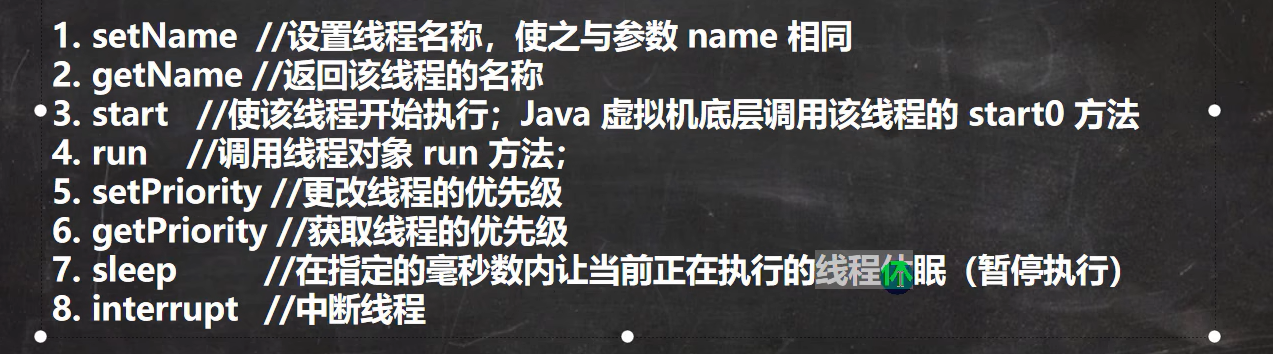 1. setName //设置线程名称，使之与参数 name 相同
2. getName //返回该线程的名称
3. start //使该线程开始执行；Java 虚拟机底层调用该线程的 start0 方法
4. run //调用线程对象 run 方法；
5. setPriority //更改线程的优先级
6. getPriority //获取线程的优先级
7. sleep //在指定的毫秒数内让当前正在执行的线程休眠（暂停执行）
8. interrupt //中断线程